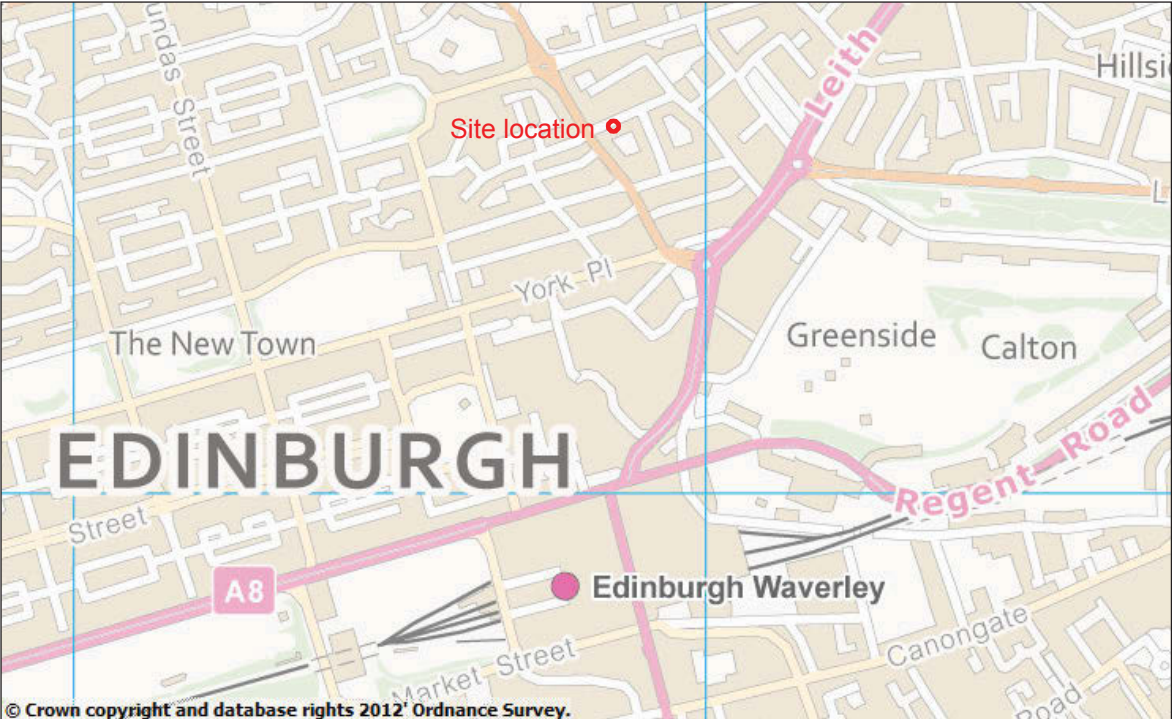 undas Street
Leith
Hillsi
Site location
L
York Pl
The New Town
Greenside
Calton
EDINBURGH
Regent Road
Street
A8
Edinburgh Waverley
Canongate
Market Street
Road
© Crown copyright and database rights 2012' Ordnance Survey.